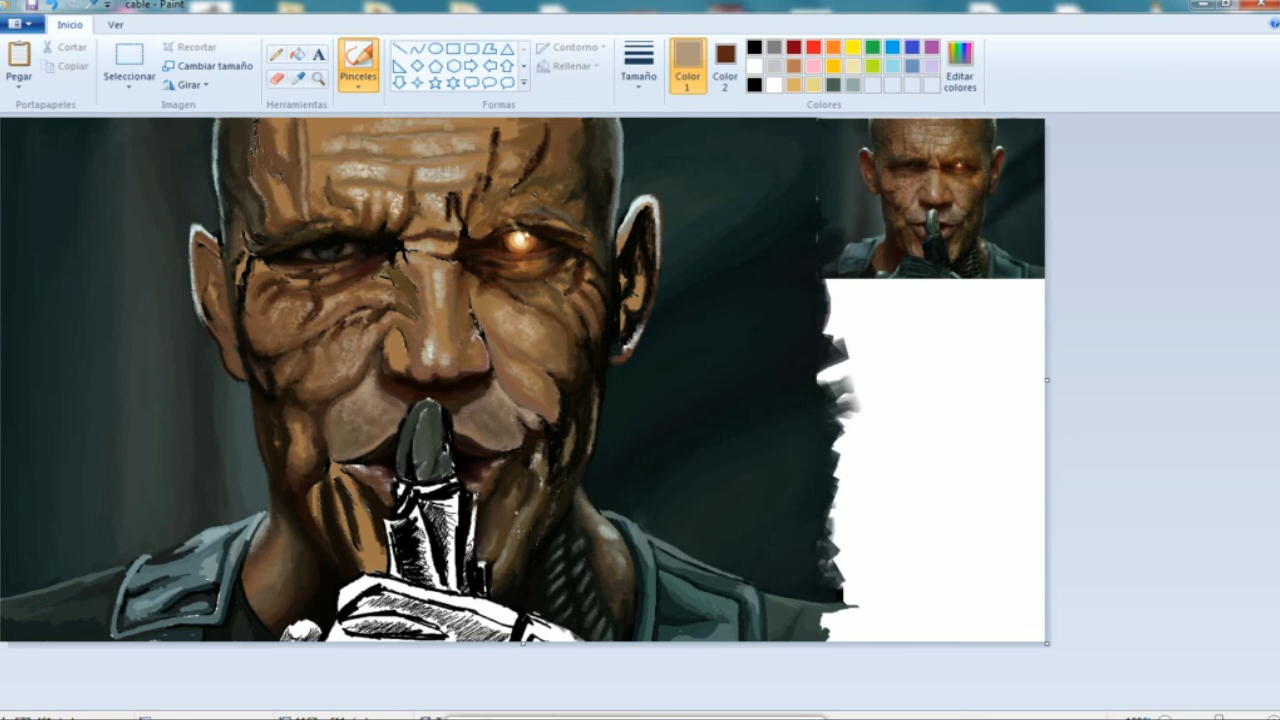 cable - Paint
Inicio
Ver
Pegar
Cortar
Copiar
Portapapeles
Seleccionar
Recortar
Cambiar tamaño
Girar
Imagen
A
Herramientas
Pinceles
Contorno
Rellenar
Formas
Tamaño
Color
1
Color
2
Editar
colores
Colores